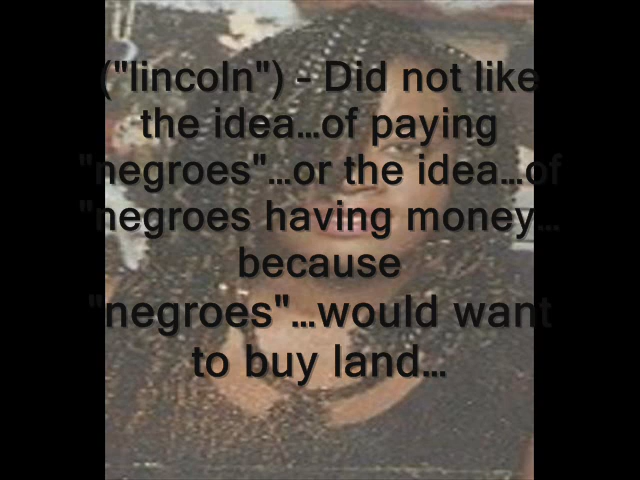 ("lincoln") - Did not like
the idea...of paying
"negroes"...or the idea...of
"negroes having money...
because
"negroes"...would want
to buy land...